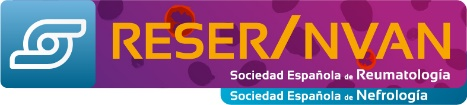 RESER/NVAN
Sociedad Española de Reumatología
Sociedad Española de Nefrología